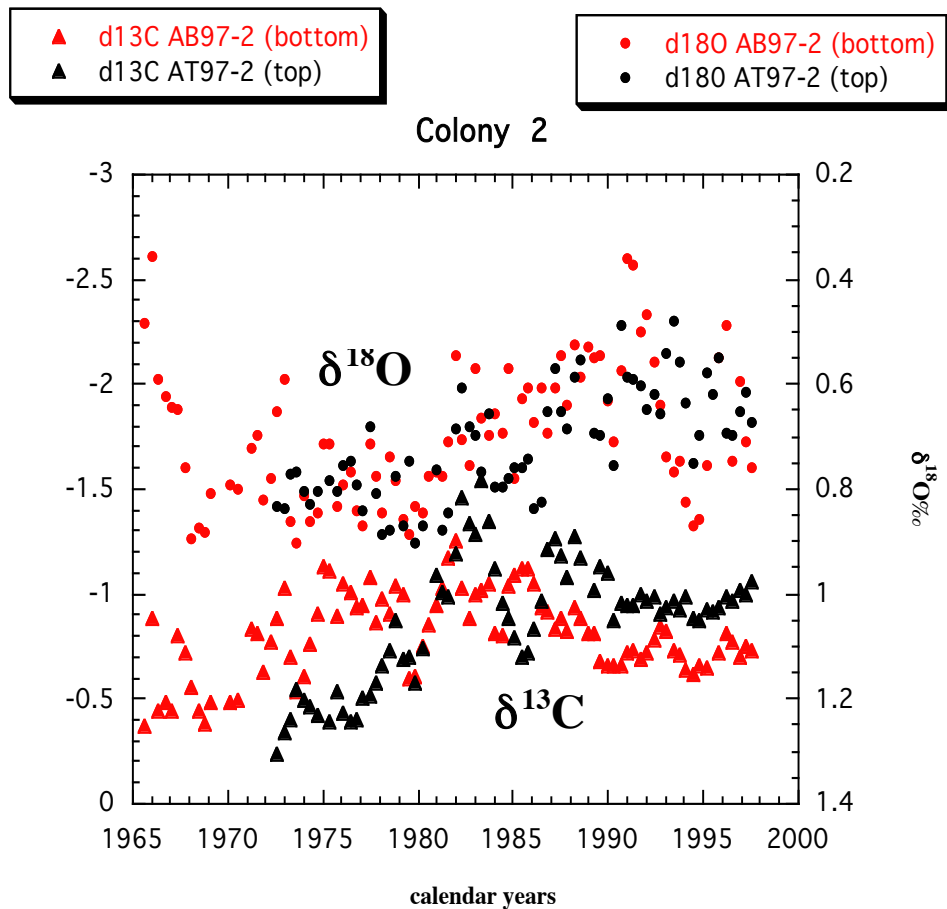 d13C AB97-2 (bottom)
d13C AT97-2 (top)
d18O AB97-2 (bottom)
d18O AT97-2 (top)
Colony 2
-3
-2.5
-2
-1.5
-1
-0.5
0
0.2
0.4
0.6
0.8
1
1.2
1.4
δ¹⁸O
δ¹³C
δ¹⁸O‰
1965 1970 1975 1980 1985 1990 1995 2000
calendar years